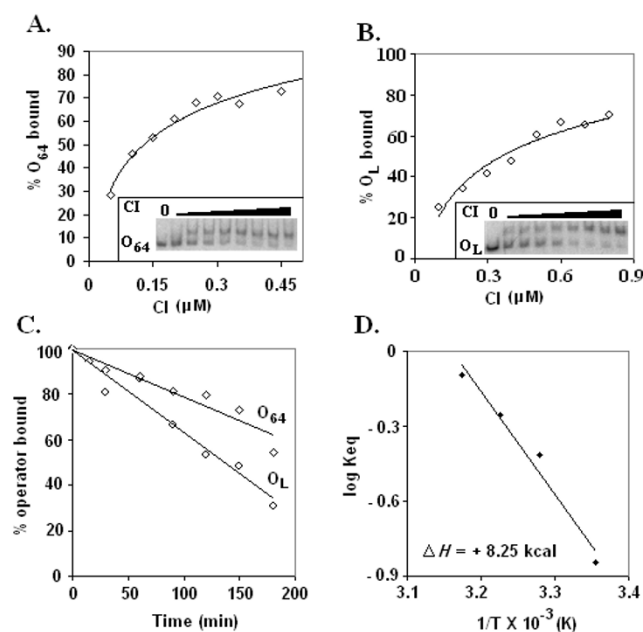 A.
90
80
70
60
50
40
30
20
10
0
% O64 bound
CI 0
O64
0 0.15 0.3 0.45
CI (μM)
B.
100
80
60
40
20
0
% OL bound
CI 0
OL
0 0.3 0.6 0.9
CI (μM)
C.
100
80
60
40
20
0
% operator bound
O64
OL
0 50 100 150 200
Time (min)
D.
0
- 0.3
- 0.6
- 0.9
log Keq
△ H = + 8.25 kcal
3.1 3.2 3.3 3.4
1/T X 10-3 (K)